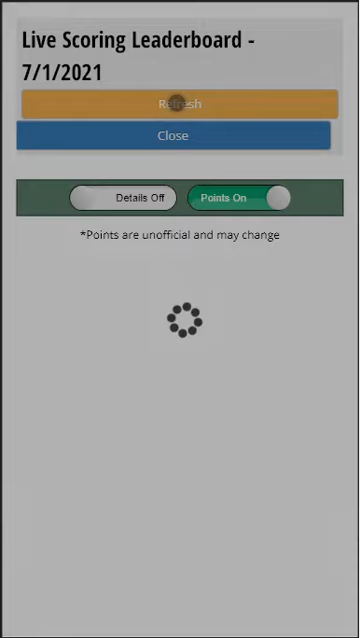 Live Scoring Leaderboard -
7/1/2021
Refresh
Close
Details Off
Points On
*Points are unofficial and may change